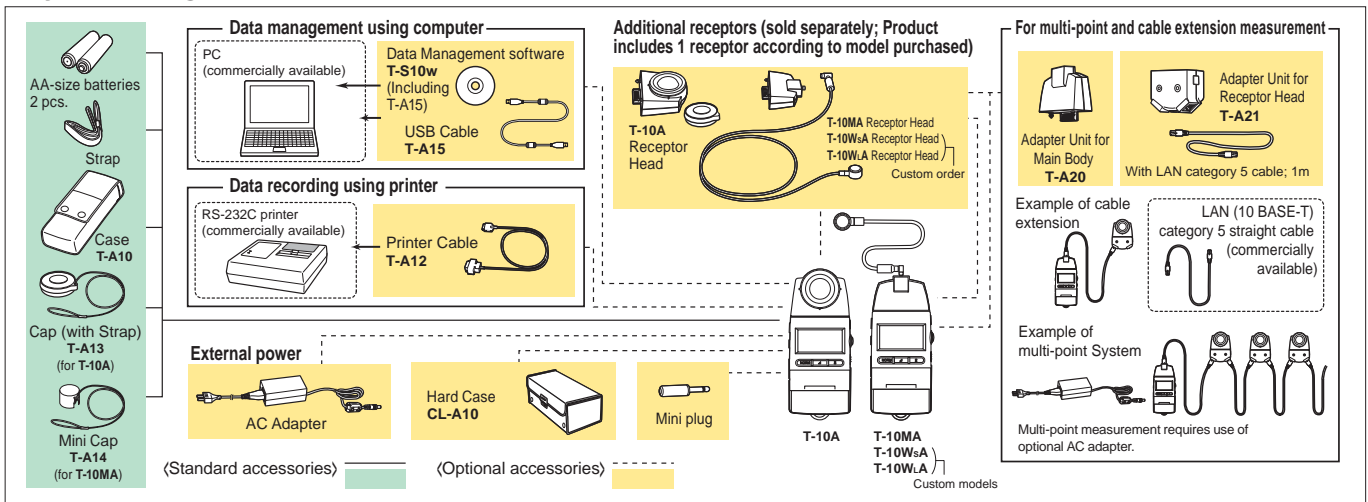 AA-size batteries
2 pcs.
Strap
Case
T-A10
Cap (with Strap)
T-A13
(for T-10A)
Mini Cap
T-A14
(for T-10MA)
Data management using computer
PC
(commercially available)
Data Management software
T-S10w
(Including
T-A15)
USB Cable
T-A15
Data recording using printer
RS-232C printer
(commercially available)
Printer Cable
T-A12
External power
AC Adapter
Hard Case
CL-A10
Mini plug
Additional receptors (sold separately; Product
includes 1 receptor according to model purchased)
T-10A
Receptor
Head
T-10MA Receptor Head
T-10WsA Receptor Head
T-10WLA Receptor Head
Custom order
T-10A
T-10MA
T-10WsA
T-10WLA
Custom models
For multi-point and cable extension measurement
Adapter Unit for
Main Body
T-A20
Adapter Unit for
Receptor Head
T-A21
With LAN category 5 cable; 1m
Example of cable
extension
LAN (10 BASE-T)
category 5 straight cable
(commercially
available)
Example of
multi-point System
Multi-point measurement requires use of
optional AC adapter.
〈Standard accessories〉
〈Optional accessories〉